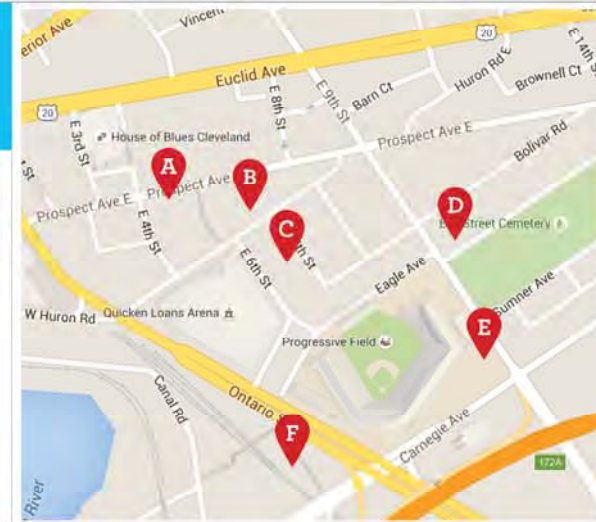 Vincent
erior Ave
20
E 14th St
Euclid Ave
Huron Rd E
Brownell Ct
E 8th St
E 9th St
Barn Ct
20
E 3rd St
House of Blues Cleveland
Prospect Ave E
Bolivar Rd
A
B
Prospect Ave
Prospect Ave E
E 4th St
C
D
Street Cemetery
E 6th St
th St
Eagle Ave
Sumner Ave
W Huron Rd
Quicken Loans Arena
E
Progressive Field
Canal Rd
Ontario
F
Carnegie Ave
172A
River